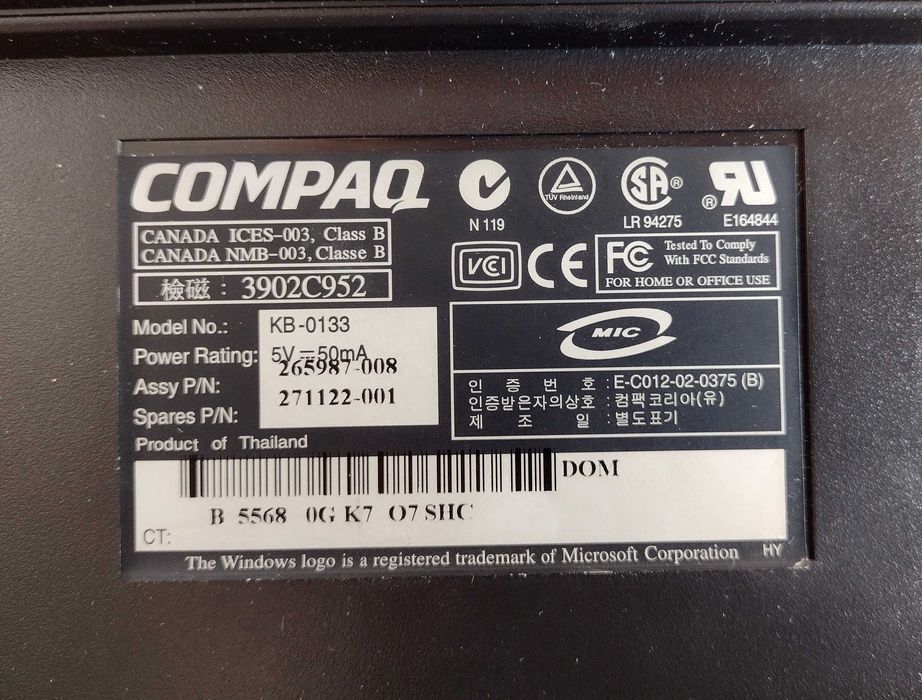 COMPAQ
N 119
TÜV Rheinland
SA ®
LR 94275
® RU
E164844
CANADA ICES-003, Class B
CANADA NMB-003, Classe B
檢磁 : 3902C952
VCI
CE
FC Tested To Comply
With FCC Standards
FOR HOME OR OFFICE USE
Model No.: KB-0133
Power Rating: 5V⎓50mA
265987-008
Assy P/N: 271122-001
Spares P/N:
Product of Thailand
MIC
인 증 번 호 : E-C012-02-0375 (B)
인증받은자의상호 : 컴팩코리아(유)
제 조 일 : 별도표기
DOM
B 5568 0G K7 O7 SHC
CT:
The Windows logo is a registered trademark of Microsoft Corporation HY